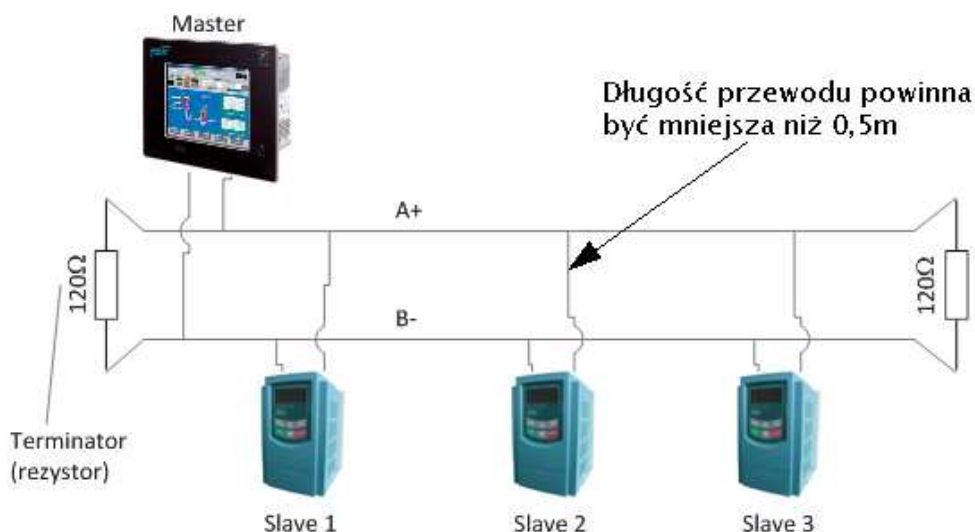 Master
Długość przewodu powinna
być mniejsza niż 0,5m
A+
120Ω
120Ω
B-
Terminator
(rezystor)
Slave 1
Slave 2
Slave 3